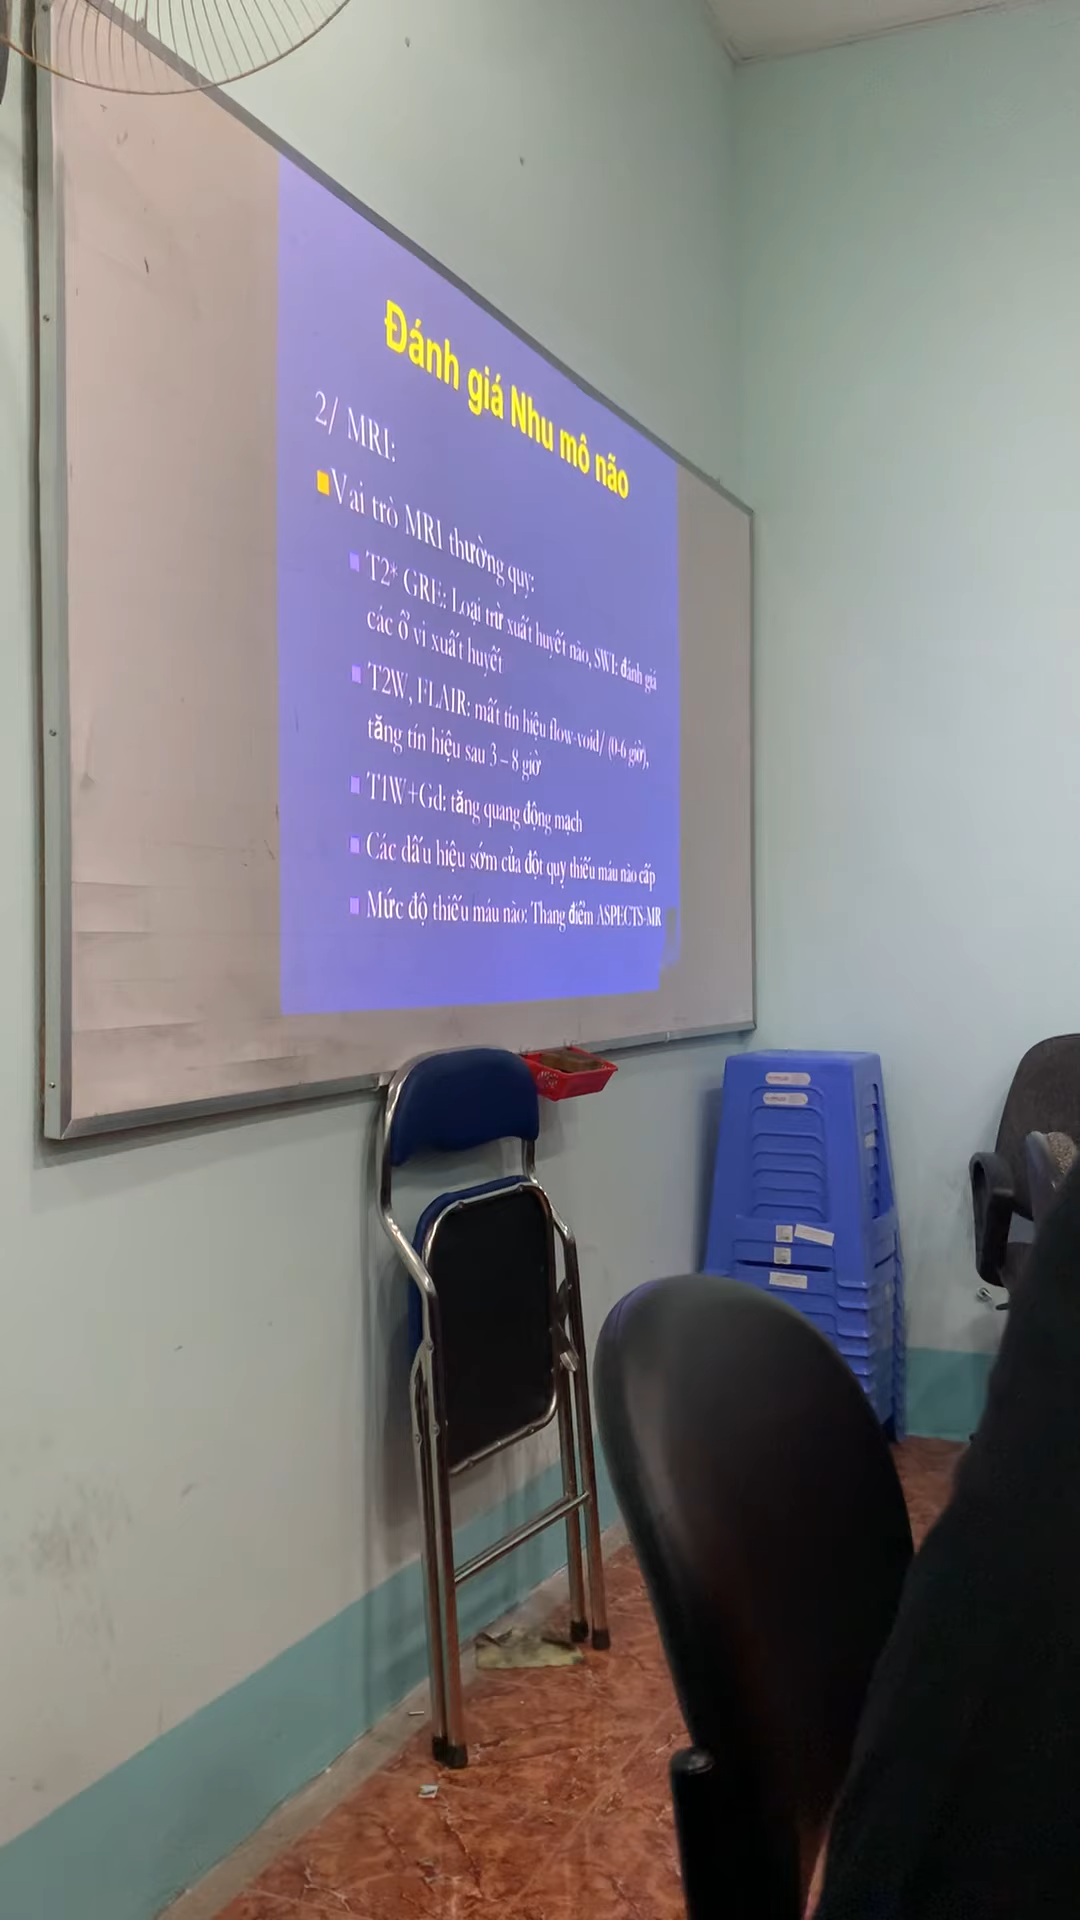 Đánh giá Nhu mô não
2/ MRI:
Vai trò MRI thường quy:
T2* GRE: Loại trừ xuất huyết não, SWI: đánh giá
các ổ vi xuất huyết
T2W, FLAIR: mất tín hiệu flow-void/ (0-6 giờ),
tăng tín hiệu sau 3 – 8 giờ
T1W+Gd: tăng quang động mạch
Các dấu hiệu sớm của đột quỵ thiếu máu não cấp
Mức độ thiếu máu não: Thang điểm ASPECTS-MR